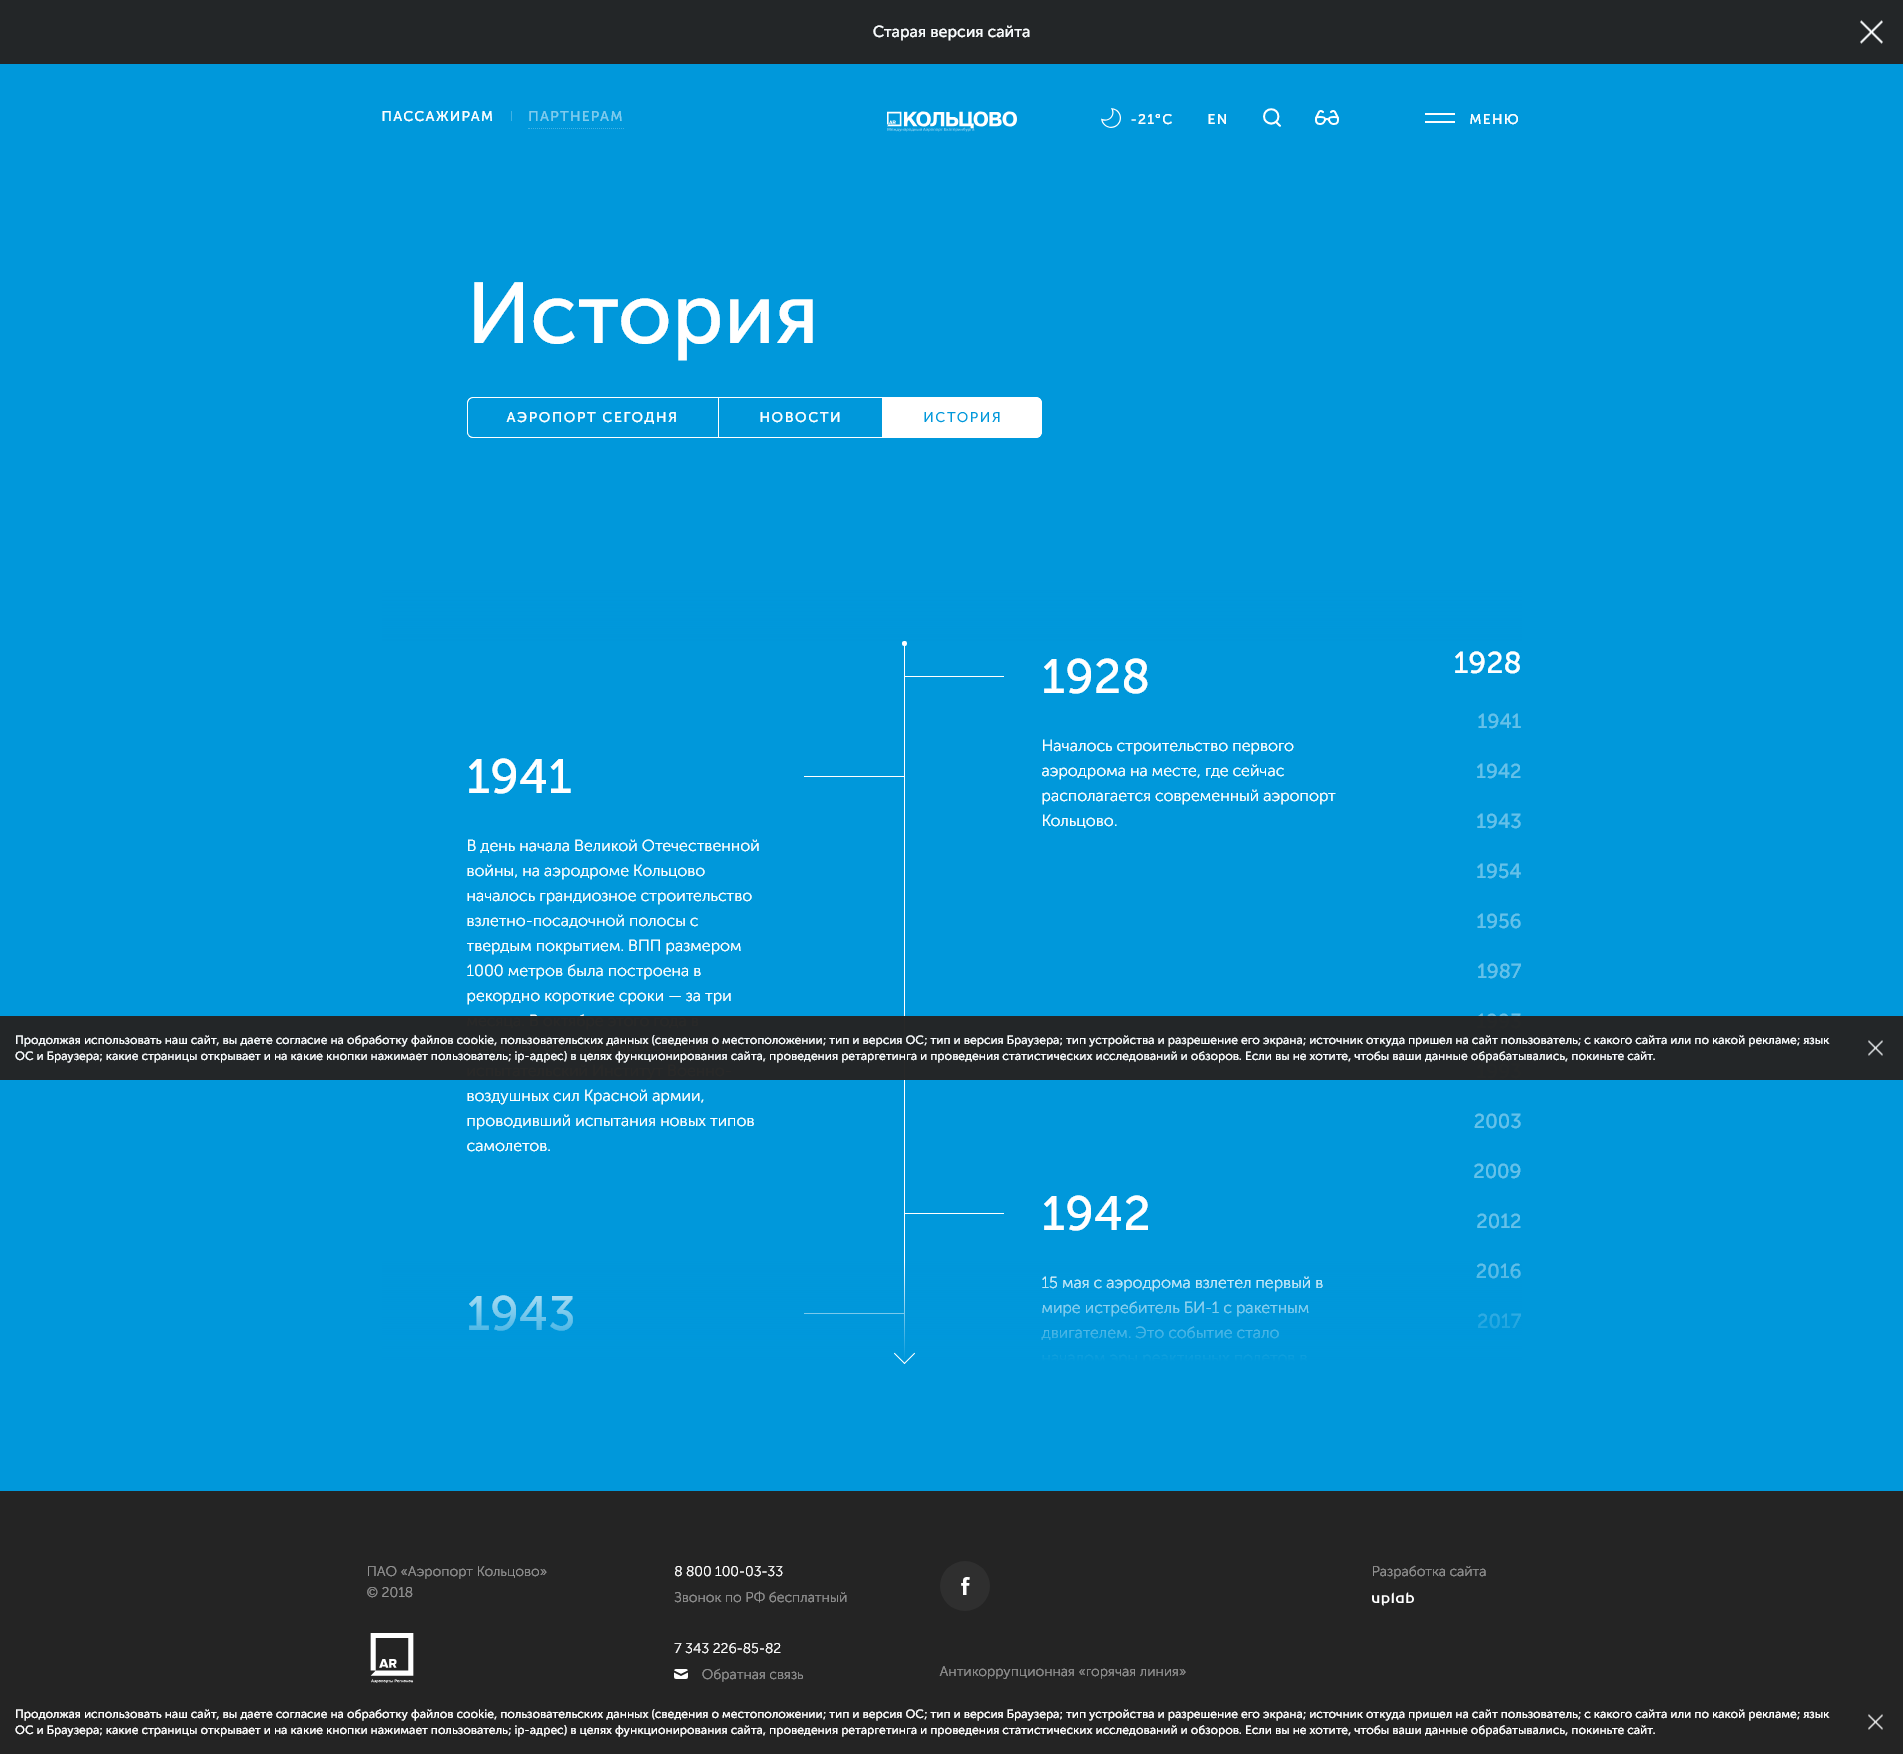 Старая версия сайта
ПАССАЖИРАМ
ПАРТНЕРАМ
КОЛЬЦОВО
-21°C
EN
МЕНЮ
История
АЭРОПОРТ СЕГОДНЯ
НОВОСТИ
ИСТОРИЯ
1928
Началось строительство первого
аэродрома на месте, где сейчас
располагается современный аэропорт
Кольцово.
1941
В день начала Великой Отечественной
войны, на аэродроме Кольцово
началось грандиозное строительство
взлетно-посадочной полосы с
твердым покрытием. ВПП размером
1000 метров была построена в
рекордно короткие сроки — за три
воздушных сил Красной армии,
проводивший испытания новых типов
самолетов.
1942
15 мая с аэродрома взлетел первый в
мире истребитель БИ-1 с ракетным
двигателем. Это событие стало
1943
1928
1941
1942
1943
1954
1956
1987
2003
2009
2012
2016
2017
Продолжая использовать наш сайт, вы даете согласие на обработку файлов cookie, пользовательских данных (сведения о местоположении; тип и версия ОС; тип и версия Браузера; тип устройства и разрешение его экрана; источник откуда пришел на сайт пользователь; с какого сайта или по какой рекламе; язык
ОС и Браузера; какие страницы открывает и на какие кнопки нажимает пользователь; ip-адрес) в целях функционирования сайта, проведения ретаргетинга и проведения статистических исследований и обзоров. Если вы не хотите, чтобы ваши данные обрабатывались, покиньте сайт.
ПАО «Аэропорт Кольцово»
© 2018
AR
8 800 100-03-33
Звонок по РФ бесплатный
7 343 226-85-82
Обратная связь
f
Антикоррупционная «горячая линия»
Разработка сайта
uplab
Продолжая использовать наш сайт, вы даете согласие на обработку файлов cookie, пользовательских данных (сведения о местоположении; тип и версия ОС; тип и версия Браузера; тип устройства и разрешение его экрана; источник откуда пришел на сайт пользователь; с какого сайта или по какой рекламе; язык
ОС и Браузера; какие страницы открывает и на какие кнопки нажимает пользователь; ip-адрес) в целях функционирования сайта, проведения ретаргетинга и проведения статистических исследований и обзоров. Если вы не хотите, чтобы ваши данные обрабатывались, покиньте сайт.